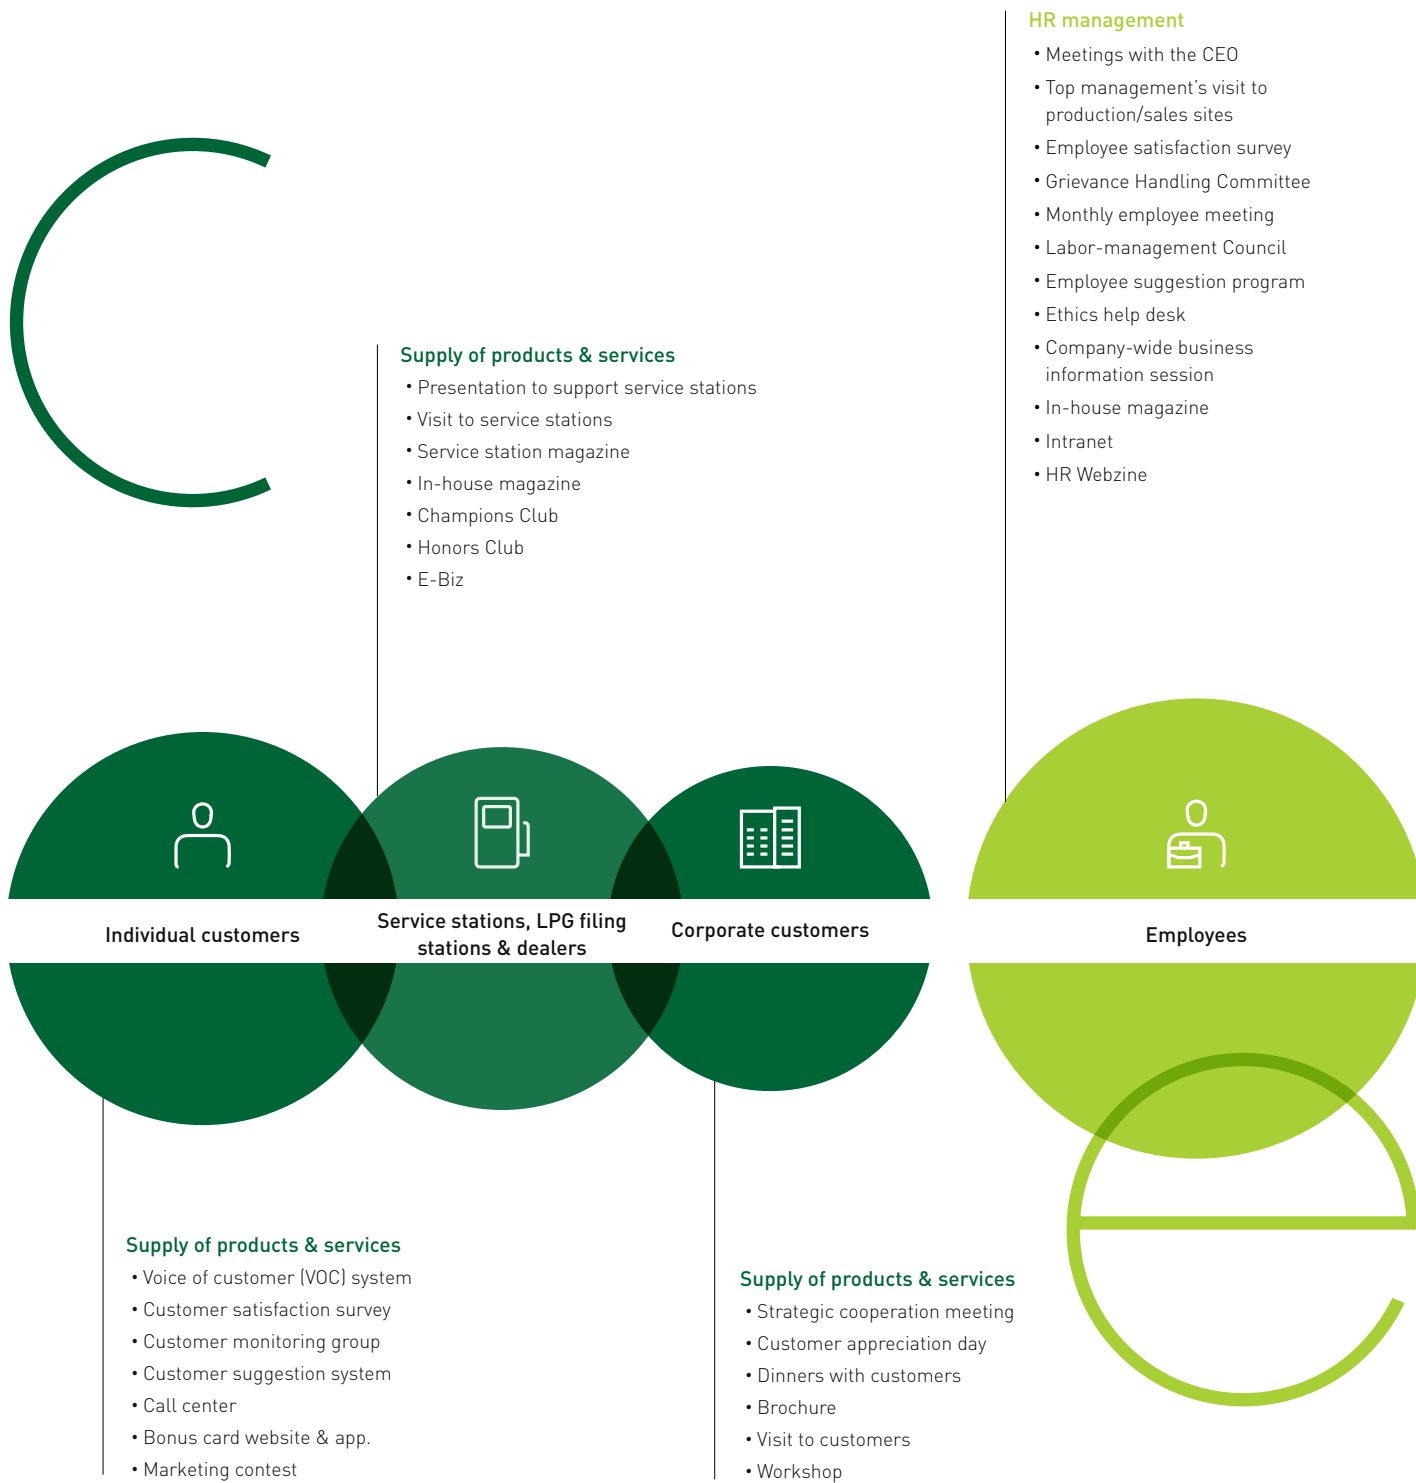 HR management
• Meetings with the CEO
• Top management's visit to
production/sales sites
• Employee satisfaction survey
• Grievance Handling Committee
• Monthly employee meeting
• Labor-management Council
• Employee suggestion program
• Ethics help desk
• Company-wide business
information session
• In-house magazine
• Intranet
• HR Webzine
Supply of products & services
• Presentation to support service stations
• Visit to service stations
• Service station magazine
• In-house magazine
• Champions Club
• Honors Club
• E-Biz
Individual customers
Service stations, LPG filing
stations & dealers
Corporate customers
Employees
Supply of products & services
• Voice of customer (VOC) system
• Customer satisfaction survey
• Customer monitoring group
• Customer suggestion system
• Call center
• Bonus card website & app.
• Marketing contest
Supply of products & services
• Strategic cooperation meeting
• Customer appreciation day
• Dinners with customers
• Brochure
• Visit to customers
• Workshop